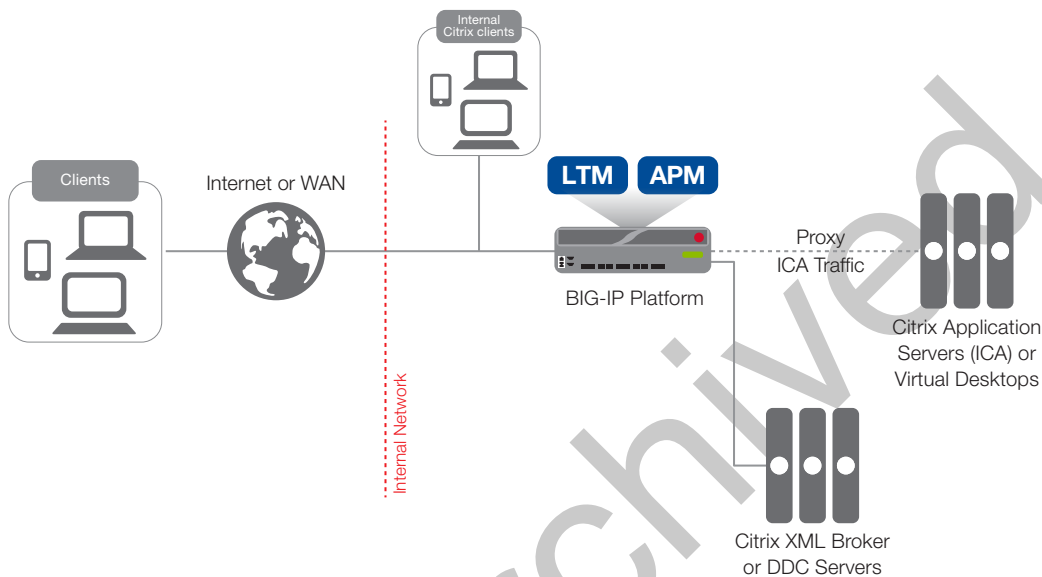 Internal
Citrix clients
Clients
Internet or WAN
LTM
APM
Proxy
ICA Traffic
BIG-IP Platform
Citrix Application
Servers (ICA) or
Virtual Desktops
Internal Network
Citrix XML Broker
or DDC Servers